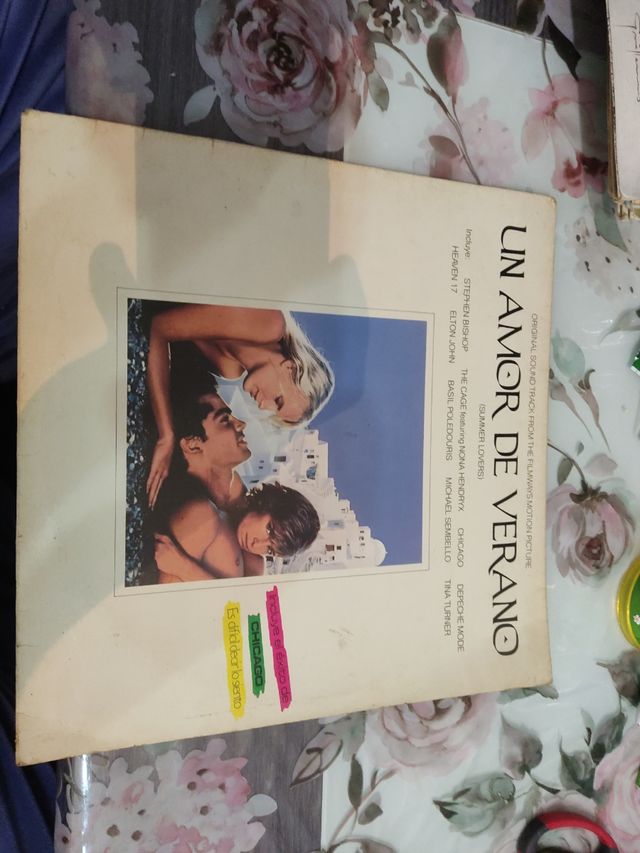 ORIGINAL SOUND TRACK FROM THE FILMWAYS MOTION PICTURE
UN AMOR DE VERANO
(SUMMER LOVERS)
Incluye: STEPHEN BISHOP THE CAGE featuring NONA HENDRYX CHICAGO DEPECHE MODE
HEAVEN 17 ELTON JOHN BASIL POLEDOURIS MICHAEL SEMBELLO TINA TURNER
Incluye el éxito de
CHICAGO
Es difícil decir lo siento